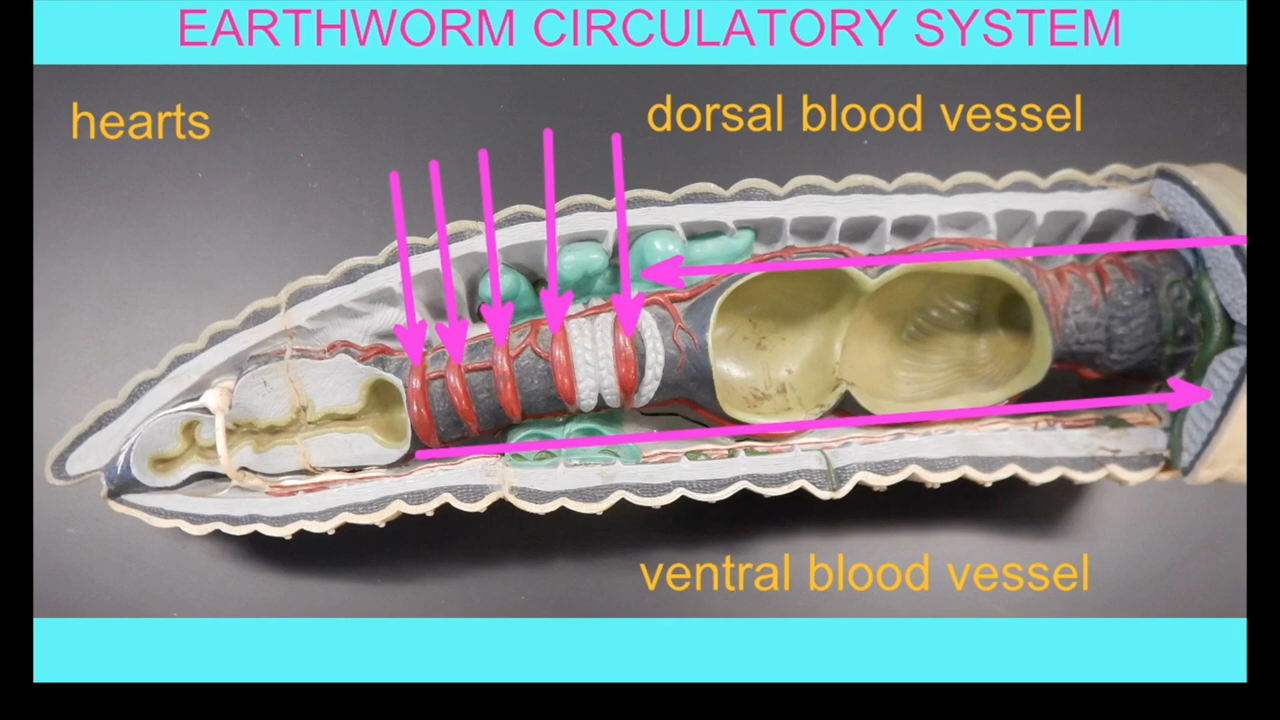 EARTHWORM CIRCULATORY SYSTEM
hearts
dorsal blood vessel
ventral blood vessel